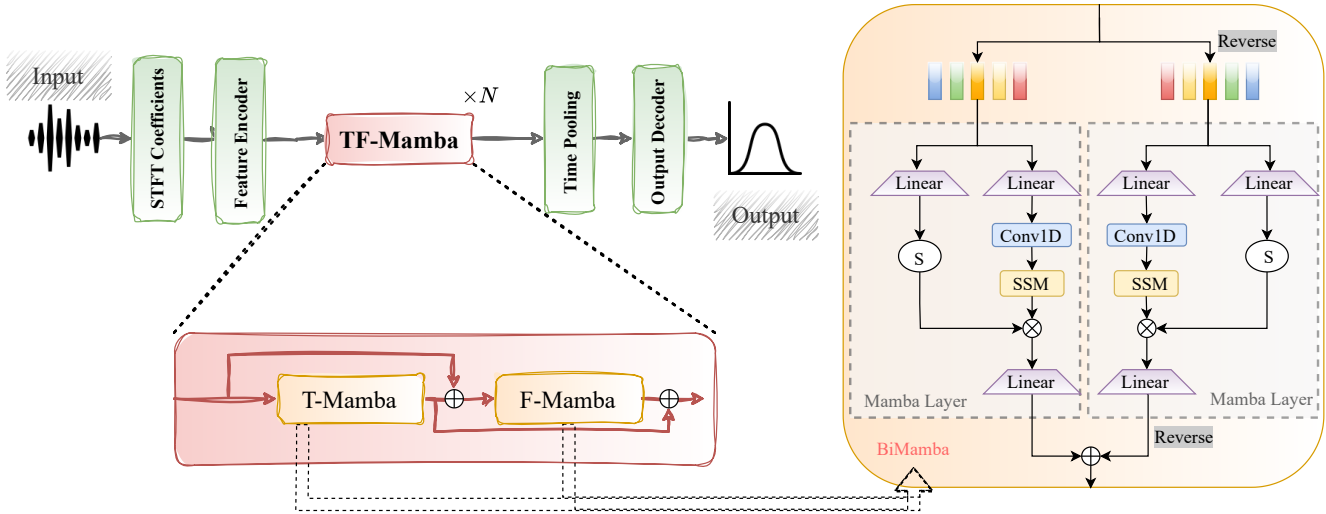 Input
STFT Coefficients
Feature Encoder
TF-Mamba
×N
Time Pooling
Output Decoder
Output
T-Mamba
F-Mamba
Reverse
Linear
Linear
Linear
Linear
Conv1D
Conv1D
S
S
SSM
SSM
Linear
Linear
Mamba Layer
Mamba Layer
Reverse
BiMamba